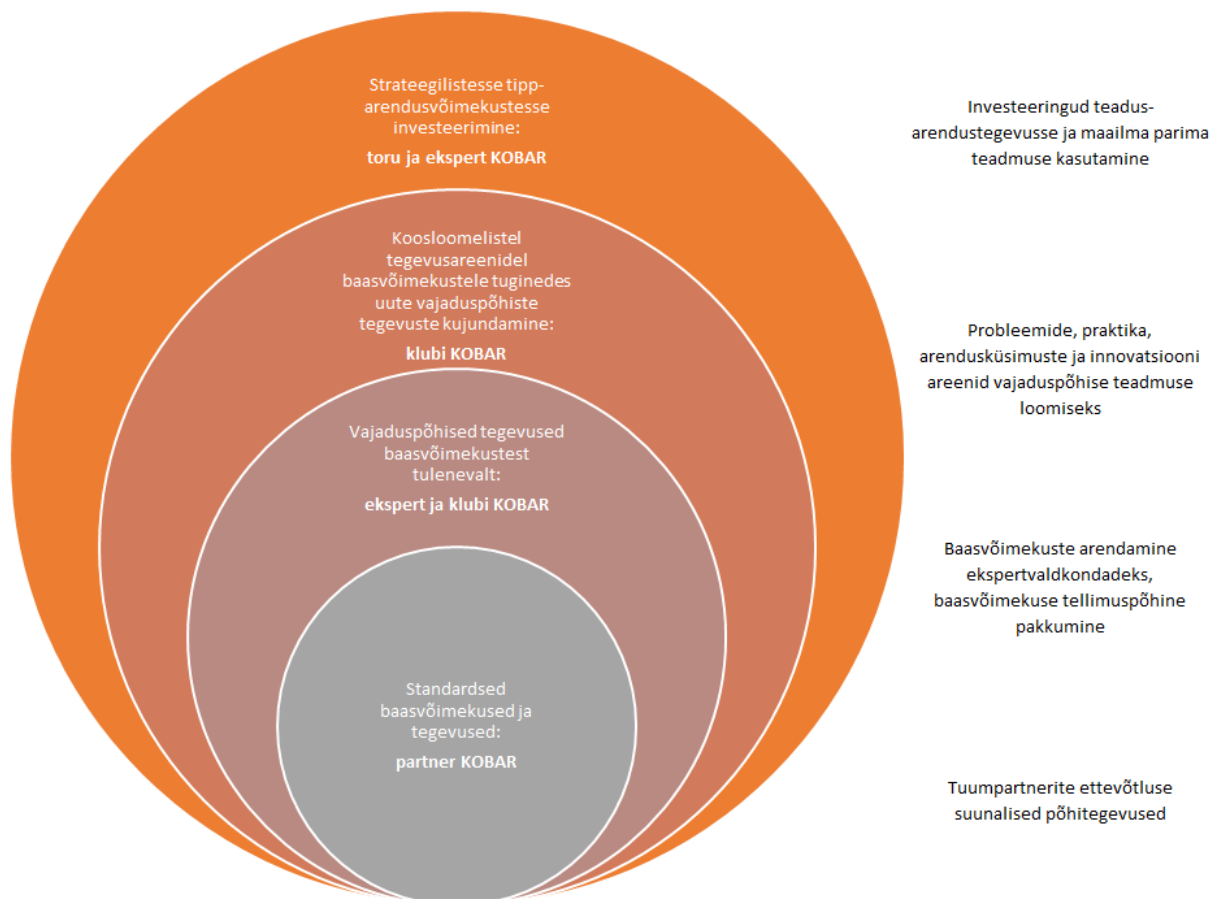 Strateegilistesse tipp-
arendusvõimekustesse
investeerimine:
toru ja ekspert KOBAR
Investeeringud teadus-
arendustegevusse ja maailma parima
teadmuse kasutamine
Koosloomelistel
tegevusareenidel
baasvõimekustele tuginedes
uute vajaduspõhiste
tegevuste kujundamine:
klubi KOBAR
Probleemide, praktika,
arendusküsimuste ja innovatsiooni
areenid vajaduspõhise teadmuse
loomiseks
Vajaduspõhised tegevused
baasvõimekustest
tulenevalt:
ekspert ja klubi KOBAR
Baasvõimekuste arendamine
ekspertvaldkondadeks,
baasvõimekuse tellimuspõhine
pakkumine
Standardsed
baasvõimekused ja
tegevused:
partner KOBAR
Tuumpartnerite ettevõtluse
suunalised põhitegevused